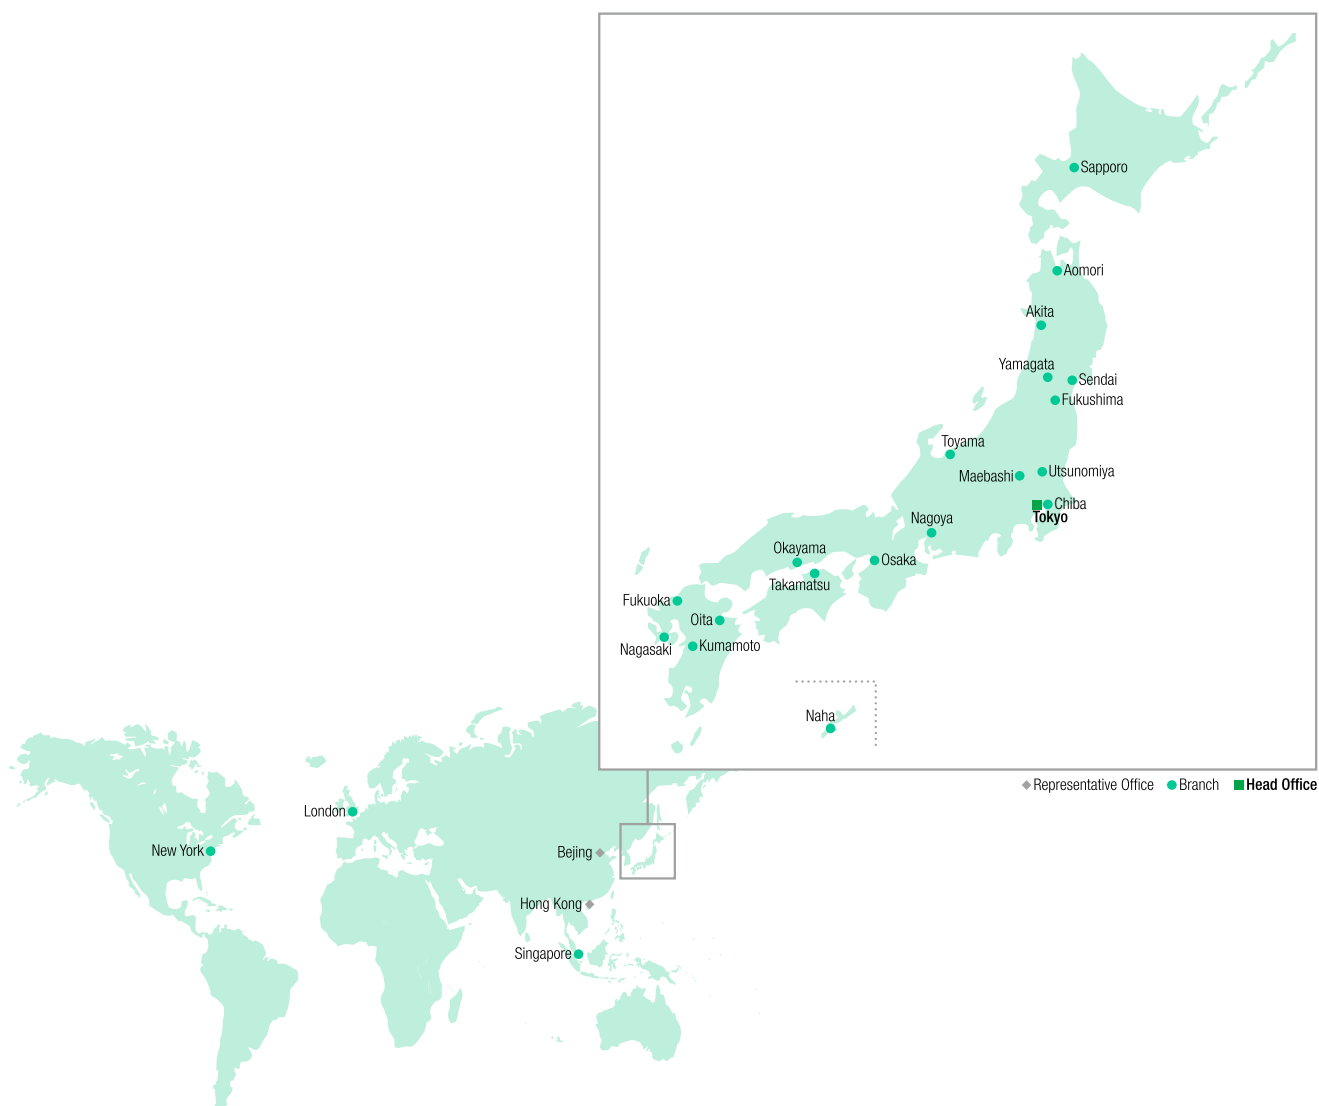 Sapporo
Aomori
Akita
Yamagata
Sendai
Fukushima
Toyama
Maebashi
Utsunomiya
Chiba
Tokyo
Nagoya
Okayama
Osaka
Takamatsu
Fukuoka
Oita
Nagasaki
Kumamoto
Naha
Representative Office
Branch
Head Office
London
New York
Bejing
Hong Kong
Singapore